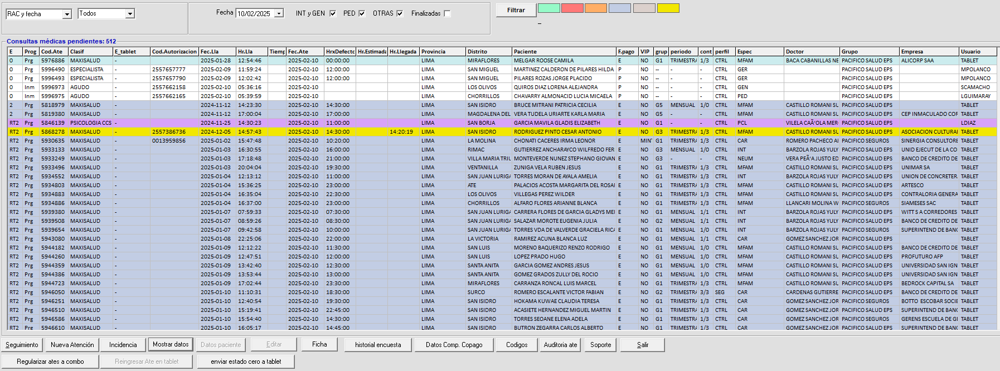 RAC y fecha Todos Fecha 10/02/2025 INT y GEN PED OTRAS Finalizadas Filtrar
–
Consultas médicas pendientes: 512
E Prog Cod.Ate Clasif E_tablet Cod.Autorizacion Fec.Lla Hr.Lla Tiemp Fec.Ate HrxDefecto Hr.Estimada Hr.Llegada Provincia Distrito Paciente F.pago VIP grup periodo cont perfil Espec Doctor Grupo Empresa Usuario
0 Prg 5976886 MAXISALUD - 2025-01-28 12:54:46 2025-02-10 00:00:00 LIMA MIRAFLORES MELGAR ROOSE CAMILA E NO G1 TRIMESTRA 1/3 CTRL MFAM BACA CABANILLAS NE PACIFICO SALUD EPS ALICORP SAA TABLET
0 Prg 5996490 ESPECIALISTA - 2557657777 2025-02-09 11:59:24 2025-02-10 12:00:00 LIMA SAN MIGUEL MARTINEZ CALDERON DE PILARES HILDA P NO -- - - CTRL GER PACIFICO SALUD EPS MPOLANCO
0 Prg 5996493 ESPECIALISTA - 2557657790 2025-02-09 12:02:42 2025-02-10 12:00:00 LIMA SAN MIGUEL PILARES ROZAS JORGE PLACIDO P NO -- - - CTRL GER PACIFICO SALUD EPS MPOLANCO
0 Inm 5996973 AGUDO - 2557662158 2025-02-10 05:36:16 2025-02-10 LIMA LOS OLIVOS QUIROS DIAZ LORENA ALEJANDRA P NO -- - - CTRL GEN PACIFICO SALUD EPS SCAMACHO
0 Inm 5996975 AGUDO - 2557662165 2025-02-10 05:39:59 2025-02-10 LIMA CHORRILLOS CHAVARRY ALMONACID LUCIA MICAELA P NO -- - - CTRL PED PACIFICO SALUD EPS LGUIMARAY
2 Prg 5818979 MAXISALUD - 2024-11-12 14:23:30 2025-02-10 14:30:00 LIMA SAN ISIDRO BRUCE MITRANI PATRICIA CECILIA E NO G5 MENSUAL 1/0 CTRL MFAM CASTILLO ROMANI SU PACIFICO SALUD EPS TABLET
2 Prg 5819380 MAXISALUD - 2024-11-12 17:00:04 2025-02-10 17:00:00 LIMA MAGDALENA DEL VERA TUDELA URIARTE KARLA MARIA E NO G5 - - CTRL MFAM CASTILLO ROMANI SU PACIFICO SALUD EPS CEP INMACULADO COR TABLET
RT2 Prg 5846139 PSICOLOGIA CCS - 2024-11-25 14:30:23 2025-02-10 11:00:00 LIMA SAN BORJA GARCIA MAVILA GLADIS ELIZABETH E NO G1 - - CTRL PCL VILELA CAÃ‘OLA MER PACIFICO SALUD EPS LDIAZ
RT2 Prg 5868278 MAXISALUD - 2557386736 2024-12-05 14:57:43 2025-02-10 14:30:00 14:20:19 LIMA SAN ISIDRO RODRIGUEZ PINTO CESAR ANTONIO E NO G3 TRIMESTRA 1/3 CTRL MFAM CASTILLO ROMANI SU PACIFICO SALUD EPS ASOCIACION CULTURAL TABLET
RT2 Prg 5930635 MAXISALUD - 0013959856 2025-01-02 15:47:48 2025-02-10 10:20:00 LIMA LA MOLINA CHONATI CACERES IRMA LEONOR E MIN G1 TRIMESTRA 1/3 CTRL CAR ROMERO PACHECO A PACIFICO SEGUROS SINERGIA CONSULTORE TABLET
RT2 Prg 5933133 MAXISALUD - 2025-01-03 16:30:55 2025-02-10 16:00:00 LIMA RIMAC GUTIERREZ ANCHARAYCO WILFREDO FER E NO G3 MENSUAL 1/0 CTRL INT BARZOLA ROJAS YULY PACIFICO SALUD EPS UNID EJECUT DE LA CO TABLET
RT2 Prg 5933249 MAXISALUD - 2025-01-03 17:18:48 2025-02-10 21:00:00 LIMA VILLA MARIA TRIU MONTEVERDE NUNEZ STEPHANO GIOVAN E NO G3 - - CTRL NEUM VERA PEÃ‘A JUSTO ED PACIFICO SALUD EPS BANCO DE CREDITO DE TABLET
RT2 Prg 5933496 MAXISALUD - 2025-01-03 20:04:04 2025-02-10 19:30:00 LIMA VENTANILLA ZUNIGA VELA RUBEN JESUS E NO G1 TRIMESTRA 1/3 CTRL MFAM CASTILLO ROMANI SU PACIFICO SALUD EPS UNIMAR SA TABLET
RT2 Prg 5934552 MAXISALUD - 2025-01-04 12:13:12 2025-02-10 11:00:00 LIMA SAN JUAN LURIGA TORRES MORAN DE AYALA AMELIA E NO G1 TRIMESTRA 1/3 CTRL INT BARZOLA ROJAS YULY PACIFICO SALUD EPS UNION DE CONCRETER TABLET
RT2 Prg 5934803 MAXISALUD - 2025-01-04 15:36:25 2025-02-10 23:00:00 LIMA ATE PALACIOS ACOSTA MARGARITA DEL ROSA E NO G1 TRIMESTRA 1/3 CTRL MFAM CASTILLO ROMANI SU PACIFICO SALUD EPS ARTESCO TABLET
RT2 Prg 5934883 MAXISALUD - 2025-01-04 16:35:04 2025-02-10 22:30:00 LIMA LOS OLIVOS VILLEGAS PEREZ WILDER E NO G1 TRIMESTRA 1/3 CTRL MFAM CASTILLO ROMANI SU PACIFICO SALUD EPS CONTRALORIA GENERA TABLET
RT2 Prg 5934886 MAXISALUD - 2025-01-04 16:37:00 2025-02-10 23:00:00 LIMA CHORRILLOS ALFARO FLORES ARIANNE BLANCA E NO G1 TRIMESTRA 1/3 CTRL MFAM LLANCARI MOLINA W PACIFICO SEGUROS SIAMESES SAC TABLET
RT2 Prg 5939380 MAXISALUD - 2025-01-07 07:59:33 2025-02-10 07:30:00 LIMA SAN JUAN LURIGA CARRERA FLORES DE GARCIA GLADYS ME E NO G1 MENSUAL 1/1 CTRL INT BARZOLA ROJAS YULY PACIFICO SALUD EPS WITT S A CORREDORES TABLET
RT2 Prg 5939508 MAXISALUD - 2025-01-07 08:59:26 2025-02-10 08:30:00 LIMA SAN JUAN LURIGA SALAZAR MOROTE EUGENIA JULIA E NO G2 MENSUAL 1/1 CTRL INT BARZOLA ROJAS YULY PACIFICO SALUD EPS BANCO DE CREDITO DE TABLET
RT2 Prg 5939654 MAXISALUD - 2025-01-07 09:42:58 2025-02-10 10:00:00 LIMA SAN JUAN LURIGA TORRES VDA DE VALVERDE GRACIELA RICA E NO G1 MENSUAL 1/0 CTRL INT BARZOLA ROJAS YULY PACIFICO SEGUROS SUPERINTEND DE BANC TABLET
RT2 Prg 5943080 MAXISALUD - 2025-01-08 22:25:06 2025-02-10 22:00:00 LIMA LA VICTORIA RAMIREZ ACUNA BLANCA LUZ E NO G1 MENSUAL 1/1 CTRL CAR GOMEZ SANCHEZ JOR PACIFICO SALUD EPS TABLET
RT2 Prg 5944182 MAXISALUD - 2025-01-09 12:12:22 2025-02-10 11:30:00 LIMA SAN LUIS MORENO BAQUERIZO RENZO RODRIGO E NO G1 MENSUAL 1/0 CTRL MFAM CASTILLO ROMANI SU PACIFICO SALUD EPS BANCO DE CREDITO DE TABLET
RT2 Prg 5944260 MAXISALUD - 2025-01-09 12:47:51 2025-02-10 12:00:00 LIMA SAN LUIS LOPEZ PRADO HUGO E NO G1 MENSUAL 1/0 CTRL MFAM CASTILLO ROMANI SU PACIFICO SALUD EPS PROFUTURO AFP TABLET
RT2 Prg 5944359 MAXISALUD - 2025-01-09 13:42:40 2025-02-10 12:30:00 LIMA SANTA ANITA GARCIA GOMEZ ANDRES JESUS E NO G1 MENSUAL 1/0 CTRL MFAM CASTILLO ROMANI SU PACIFICO SALUD EPS UNIVERSIDAD SAN IGN TABLET
RT2 Prg 5944386 MAXISALUD - 2025-01-09 13:53:44 2025-02-10 13:00:00 LIMA SANTA ANITA GOMEZ GRADOS ZULLY DEL ROCIO E NO G1 MENSUAL 1/0 CTRL MFAM CASTILLO ROMANI SU PACIFICO SALUD EPS UNIVERSIDAD SAN IGN TABLET
RT2 Prg 5944723 MAXISALUD - 2025-01-09 17:02:44 2025-02-10 23:30:00 LIMA MIRAFLORES CARRANZA RONCAL LUIS MARCEL E NO G1 TRIMESTRA 1/3 CTRL MFAM CASTILLO ROMANI SU PACIFICO SALUD EPS BEDROCK CAPITAL SA TABLET
RT2 Prg 5946050 MAXISALUD - 2025-01-10 11:10:31 2025-02-10 18:30:00 LIMA SURCO ROMERO ESCALANTE VICTOR FABIAN E NO G2 TRIMESTRA 3/3 SEG CAR CARDENAS GUTIERRE PACIFICO SALUD EPS BANCO DE CREDITO DE TABLET
RT2 Prg 5946251 MAXISALUD - 2025-01-10 12:40:54 2025-02-10 19:30:00 LIMA SAN ISIDRO HOKAMA KUWAE CLAUDIA TERESA E NO G1 TRIMESTRA 1/3 CTRL CAR GOMEZ SANCHEZ JOR PACIFICO SEGUROS BOTTO ESCOBAR SOCIE TABLET
RT2 Prg 5946510 MAXISALUD - 2025-01-10 15:19:41 2025-02-10 22:45:00 LIMA SAN ISIDRO ACASIETE HERNANDEZ MIGUEL MARTIN E NO G1 TRIMESTRA 1/3 CTRL CAR GOMEZ SANCHEZ JOR PACIFICO SALUD EPS SUPERINTEND DE BANC TABLET
RT2 Prg 5946586 MAXISALUD - 2025-01-10 15:54:40 2025-02-10 14:30:00 LIMA SAN ISIDRO TORRES SEOANE ELENA ADELA E NO G1 TRIMESTRA 1/3 CTRL CAR GOMEZ SANCHEZ JOR PACIFICO SEGUROS GERENS ESCUELA DE GE TABLET
RT2 Prg 5946610 MAXISALUD - 2025-01-10 16:05:17 2025-02-10 14:45:00 LIMA SAN ISIDRO BUTRON ZEGARRA CARLOS ALBERTO E NO G1 TRIMESTRA 1/3 CTRL CAR GOMEZ SANCHEZ JOR PACIFICO SALUD EPS SUPERINTEND DE BANC TABLET
Seguimiento Nueva Atención Incidencia Mostrar datos Datos paciente Editar Ficha historial encuesta Datos Comp. Copago Codigos Auditoria ate Soporte Salir
Regularizar ates a combo Reingresar Ate en tablet enviar estado cero a tablet